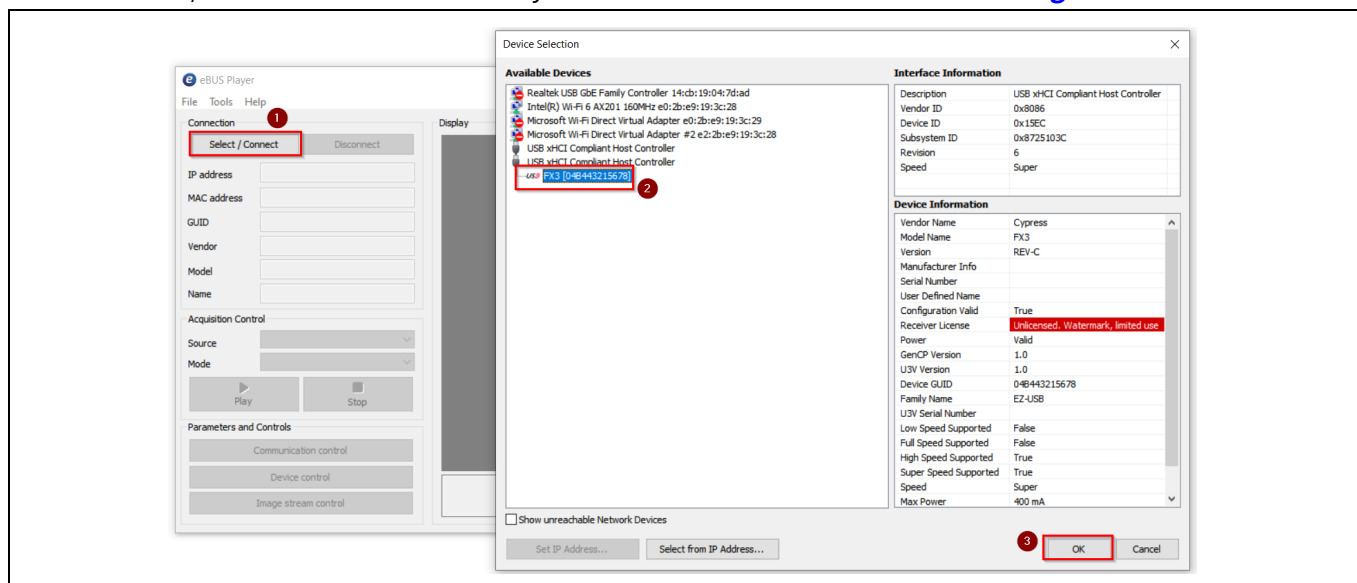 eBUS Player
File Tools Help
1
Connection
Select / Connect
Disconnect
IP address
MAC address
GUID
Vendor
Model
Name
Acquisition Control
Source
Mode
Play
Stop
Parameters and Controls
Communication control
Device control
Image stream control
Display
Device Selection
Available Devices
Realtek USB GbE Family Controller 14:cb:19:04:7d:ad
Intel(R) Wi-Fi 6 AX201 160MHz e0:2b:e9:19:3c:28
Microsoft Wi-Fi Direct Virtual Adapter e0:2b:e9:19:3c:29
Microsoft Wi-Fi Direct Virtual Adapter #2 e2:2b:e9:19:3c:28
USB xHCI Compliant Host Controller
USB xHCI Compliant Host Controller
FX3 [04B443215678]
2
Show unreachable Network Devices
Set IP Address...
Select from IP Address...
Interface Information
Description USB xHCI Compliant Host Controller
Vendor ID 0x8086
Device ID 0x15EC
Subsystem ID 0x8725103C
Revision 6
Speed Super
Device Information
Vendor Name Cypress
Model Name FX3
Version REV-C
Manufacturer Info
Serial Number
User Defined Name
Configuration Valid True
Receiver License Unlicensed. Watermark, limited use
Power Valid
GenCP Version 1.0
U3V Version 1.0
Device GUID 04B443215678
Family Name EZ-USB
U3V Serial Number
Low Speed Supported False
Full Speed Supported False
High Speed Supported True
Super Speed Supported True
Speed Super
Max Power 400 mA
3
OK
Cancel